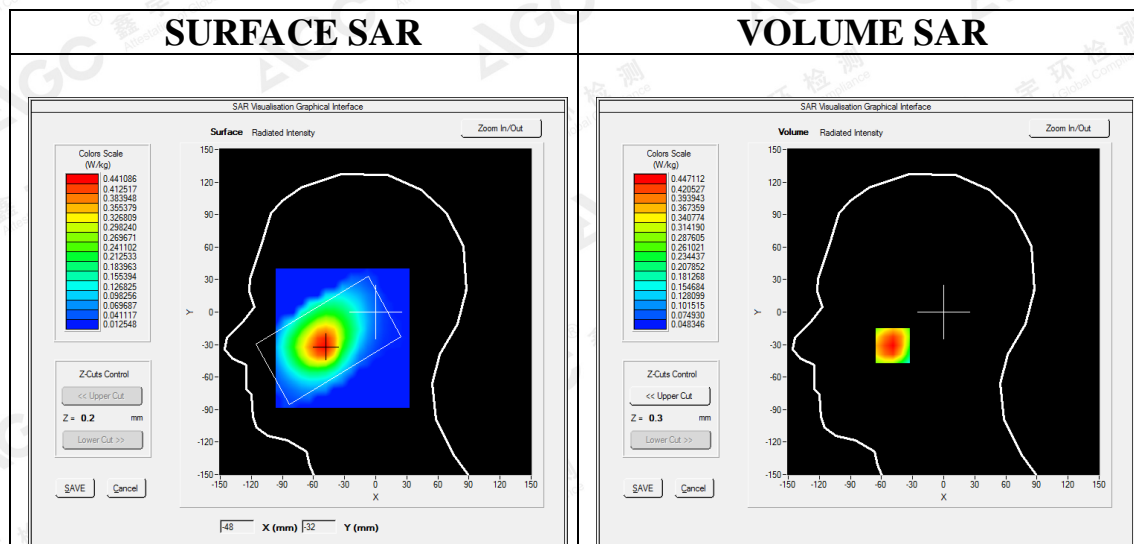 SURFACE SAR
VOLUME SAR
SAR Visualisation Graphical Interface
Surface Radiated Intensity
Zoom In/Out
Colors Scale
(W/kg)
0.441086
0.412517
0.383948
0.355379
0.326809
0.298240
0.269671
0.241102
0.212533
0.183963
0.155394
0.126825
0.098256
0.069687
0.041117
0.012548
Z-Cuts Control
<< Upper Cut
Z = 0.2 mm
Lower Cut >>
SAVE Cancel
150
120
90
60
30
0
-30
-60
-90
-120
-150
Y
-150 -120 -90 -60 -30 0 30 60 90 120 150
X
-48 X (mm) -32 Y (mm)
SAR Visualisation Graphical Interface
Volume Radiated Intensity
Zoom In/Out
Colors Scale
(W/kg)
0.447112
0.420527
0.393943
0.367359
0.340774
0.314190
0.287605
0.261021
0.234437
0.207852
0.181268
0.154684
0.128099
0.101515
0.074930
0.048346
Z-Cuts Control
<< Upper Cut
Z = 0.3 mm
Lower Cut >>
SAVE Cancel
150
120
90
60
30
0
-30
-60
-90
-120
-150
Y
-150 -120 -90 -60 -30 0 30 60 90 120 150
X